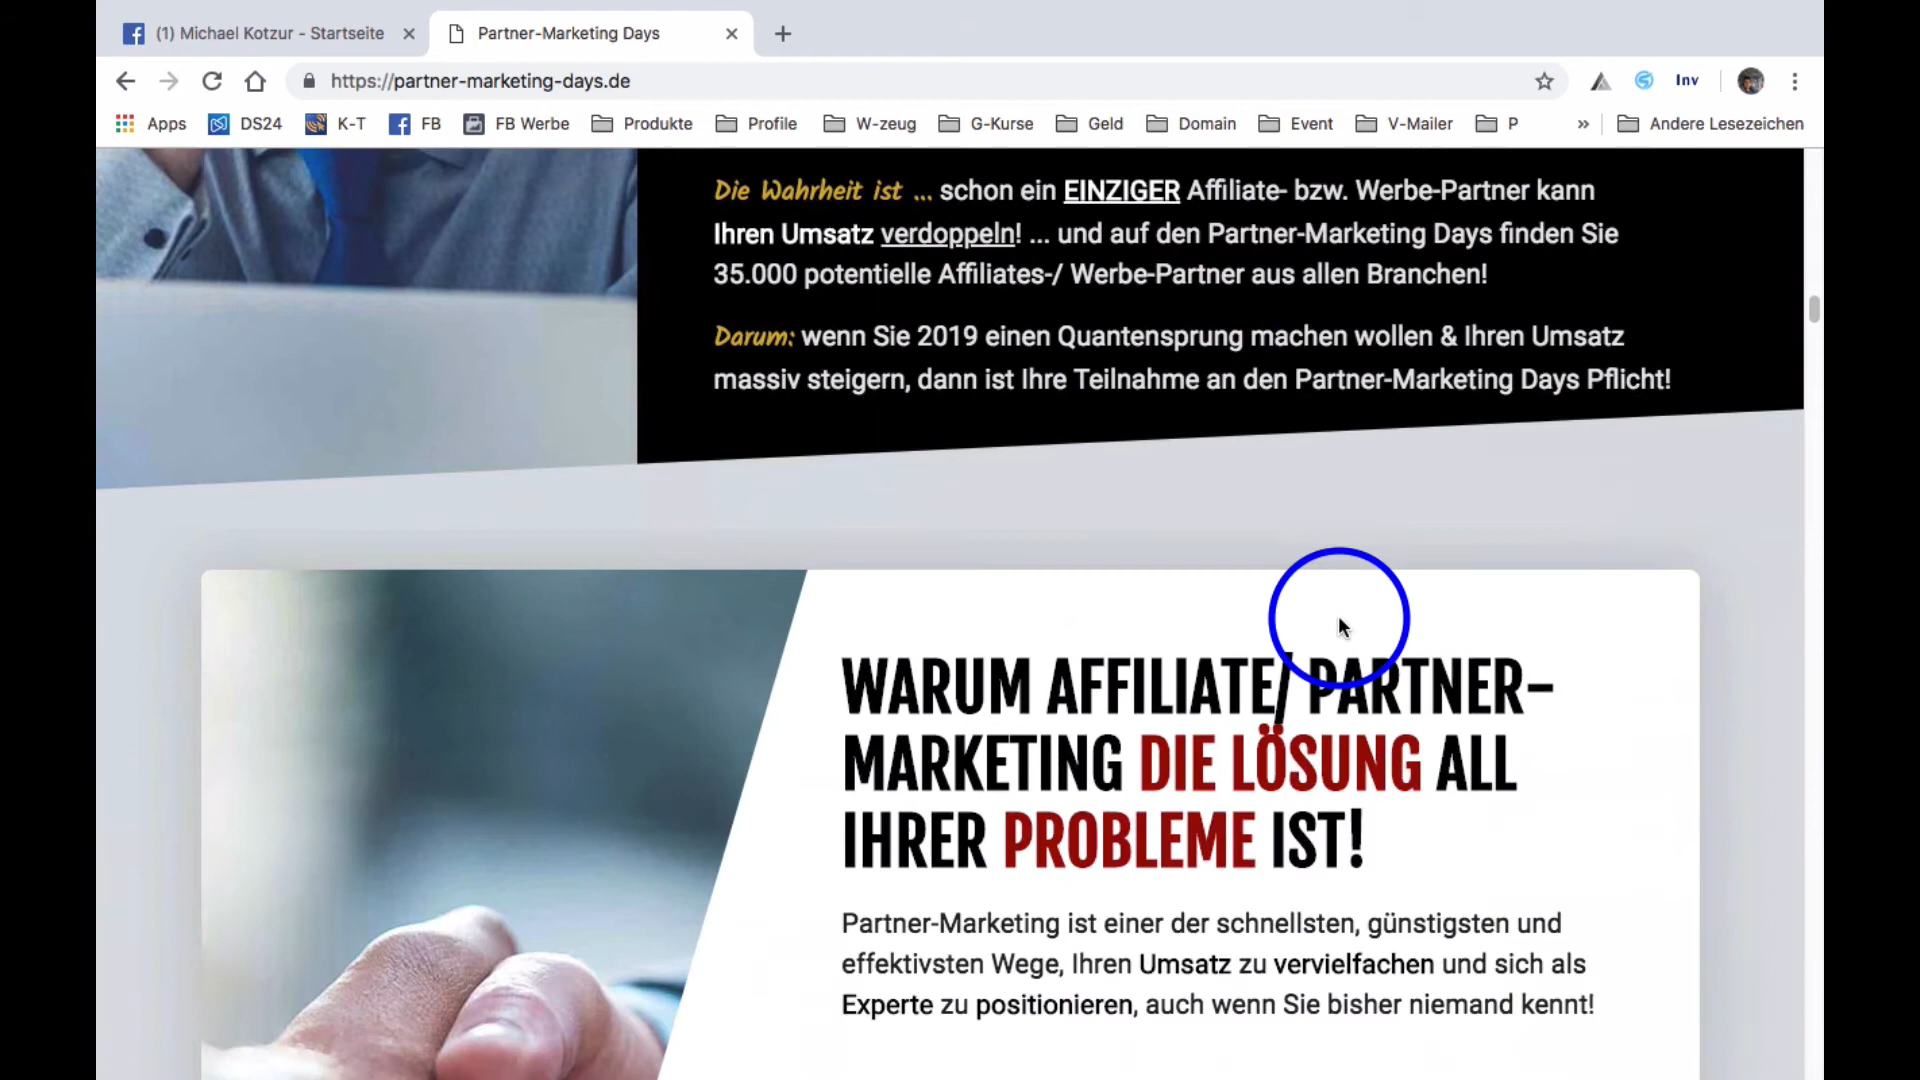 (1) Michael Kotzur - Startseite
Partner-Marketing Days
https://partner-marketing-days.de
Inv
Apps
DS24
K-T
FB
FB Werbe
Produkte
Profile
W-zeug
G-Kurse
Geld
Domain
Event
V-Mailer
P
»
Andere Lesezeichen
Die Wahrheit ist ... schon ein EINZIGER Affiliate- bzw. Werbe-Partner kann
Ihren Umsatz verdoppeln! ... und auf den Partner-Marketing Days finden Sie
35.000 potentielle Affiliates-/ Werbe-Partner aus allen Branchen!
Darum: wenn Sie 2019 einen Quantensprung machen wollen & Ihren Umsatz
massiv steigern, dann ist Ihre Teilnahme an den Partner-Marketing Days Pflicht!
WARUM AFFILIATE/ PARTNER-
MARKETING DIE LÖSUNG ALL
IHRER PROBLEME IST!
Partner-Marketing ist einer der schnellsten, günstigsten und
effektivsten Wege, Ihren Umsatz zu vervielfachen und sich als
Experte zu positionieren, auch wenn Sie bisher niemand kennt!